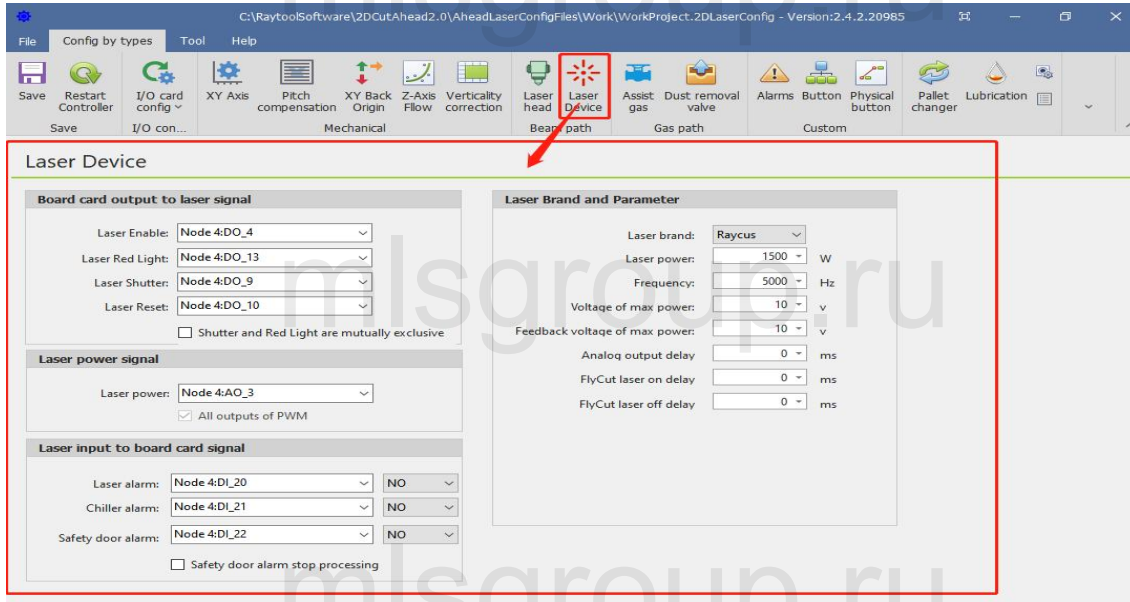 C:\RaytoolSoftware\2DCutAhead2.0\AheadLaserConfigFiles\Work\WorkProject.2DLaserConfig - Version:2.4.2.20985
File Config by types Tool Help
Save Restart Controller I/O card config XY Axis Pitch compensation XY Back Origin Z-Axis Fllow Verticality correction Laser head Laser Device Assist gas Dust removal valve Alarms Button Physical button Pallet changer Lubrication
Save I/O con... Mechanical Beam path Gas path Custom
Laser Device
Board card output to laser signal
Laser Enable: Node 4:DO_4
Laser Red Light: Node 4:DO_13
Laser Shutter: Node 4:DO_9
Laser Reset: Node 4:DO_10
Shutter and Red Light are mutually exclusive
Laser power signal
Laser power: Node 4:AO_3
All outputs of PWM
Laser input to board card signal
Laser alarm: Node 4:DI_20 NO
Chiller alarm: Node 4:DI_21 NO
Safety door alarm: Node 4:DI_22 NO
Safety door alarm stop processing
Laser Brand and Parameter
Laser brand: Raycus
Laser power: 1500 W
Frequency: 5000 Hz
Voltage of max power: 10 v
Feedback voltage of max power: 10 v
Analog output delay 0 ms
FlyCut laser on delay 0 ms
FlyCut laser off delay 0 ms
mlsgroup.ru
mlsgroup.ru